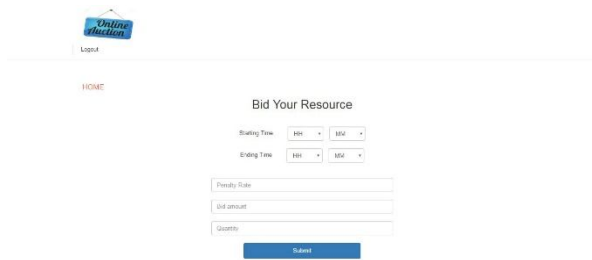 Online
Auction
Logout
HOME
Bid Your Resource
Starting Time HH MM
Ending Time HH MM
Penalty Rate
Bid amount
Quantity
Submit